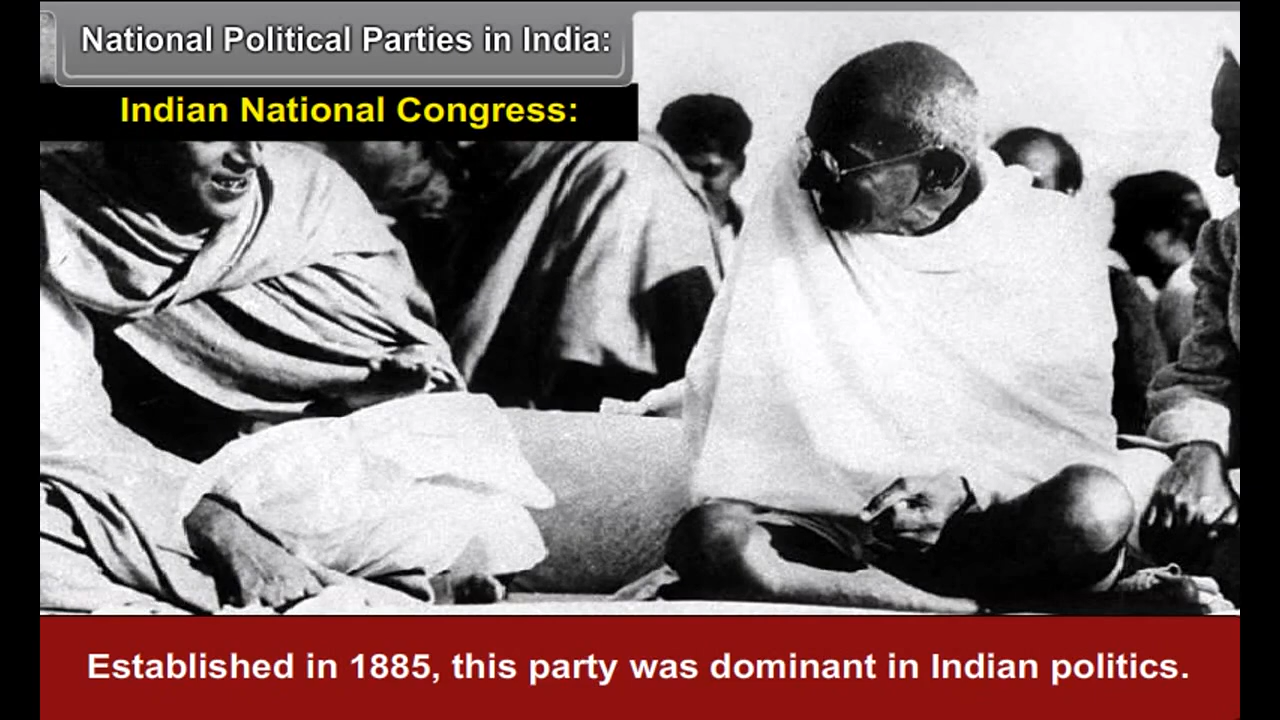 National Political Parties in India:
Indian National Congress:
Established in 1885, this party was dominant in Indian politics.